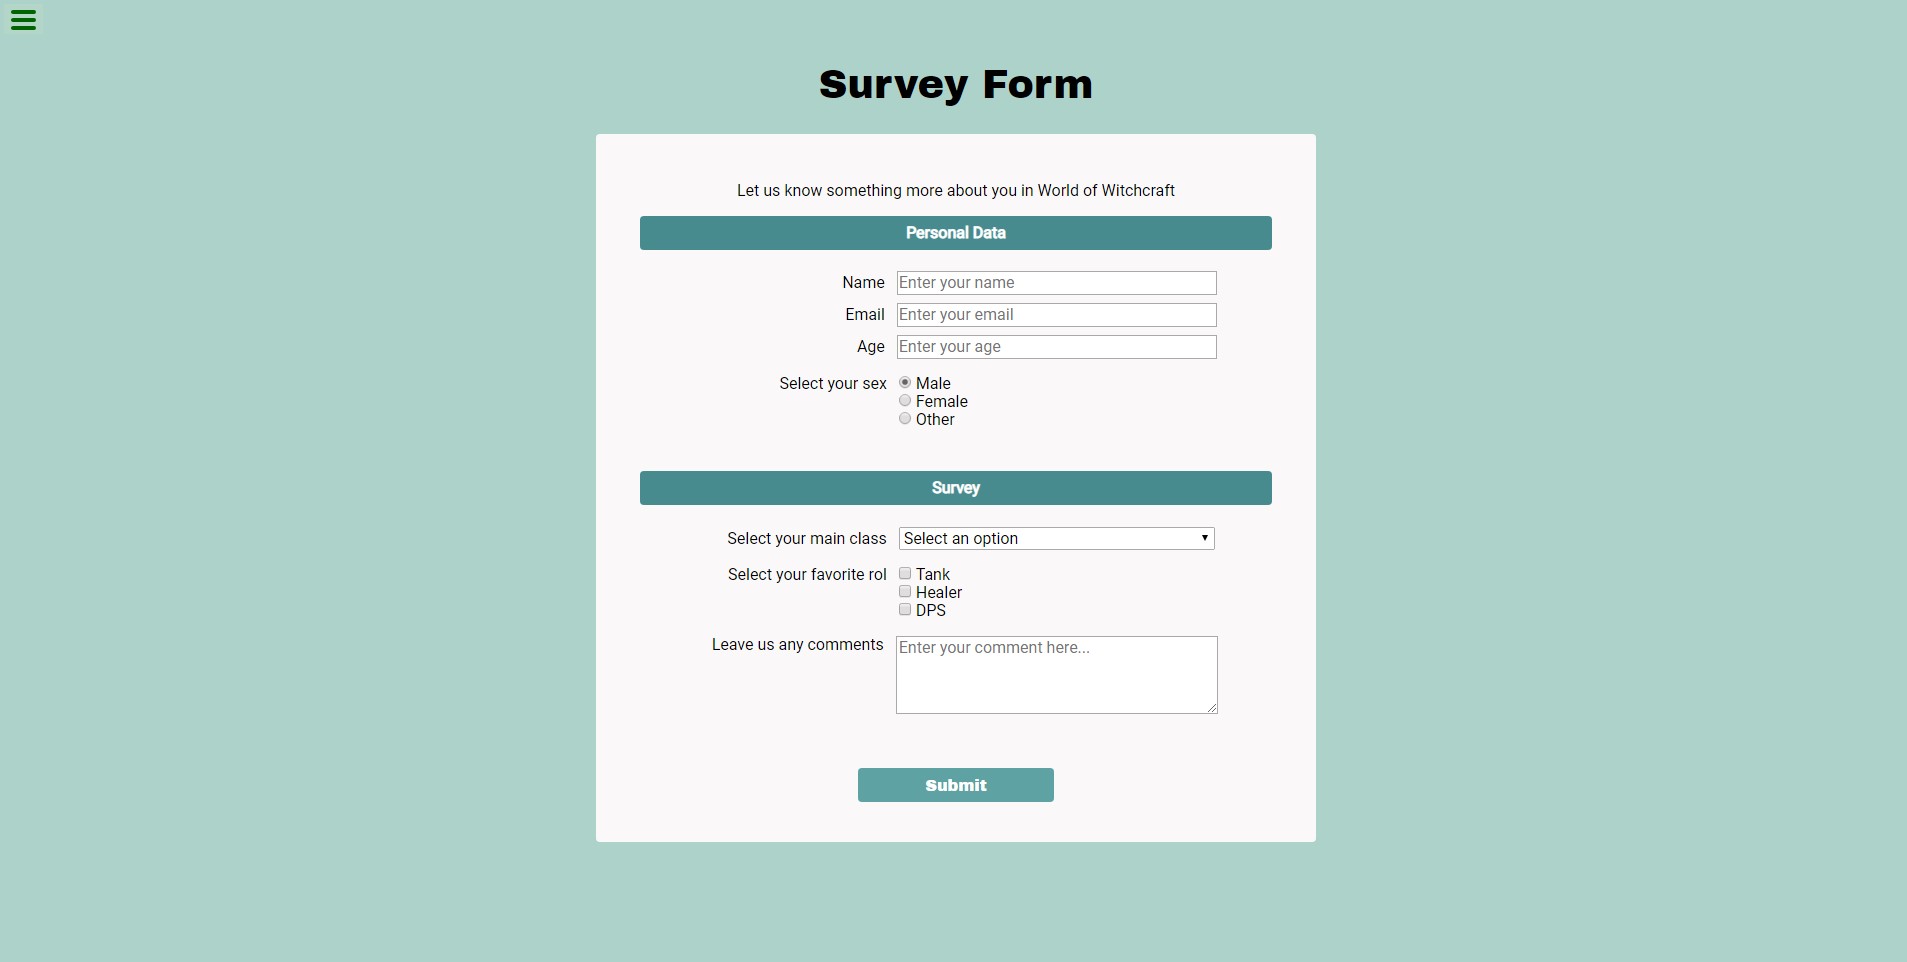 Survey Form
Let us know something more about you in World of Witchcraft
Personal Data
Name Enter your name
Email Enter your email
Age Enter your age
Select your sex Male
Female
Other
Survey
Select your main class Select an option
Select your favorite rol Tank
Healer
DPS
Leave us any comments Enter your comment here...
Submit